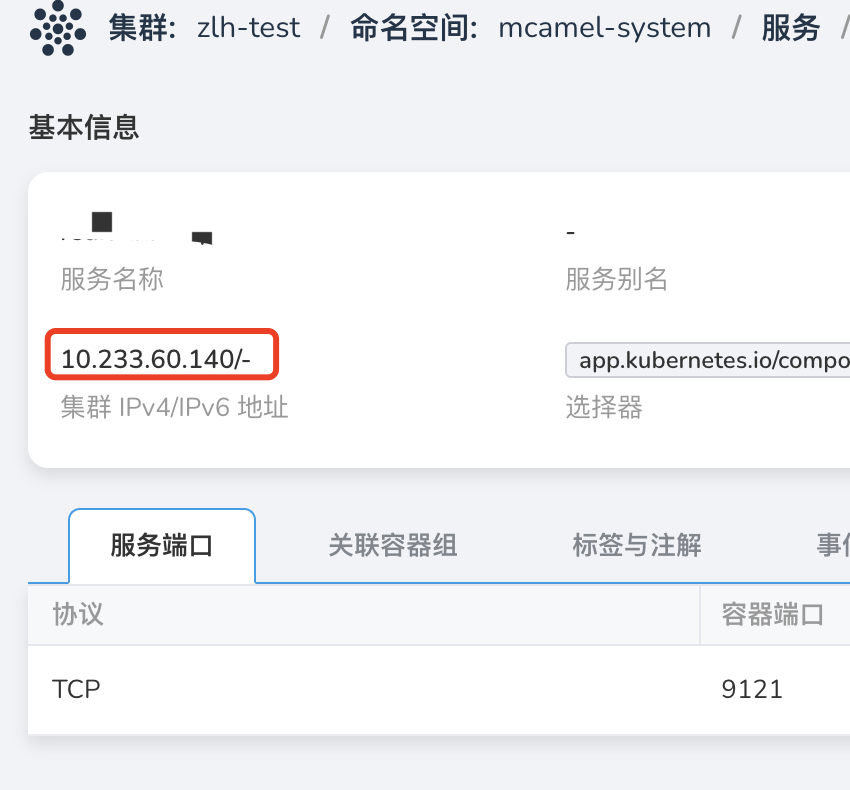 集群: zlh-test / 命名空间: mcamel-system / 服务 /
基本信息
-
服务名称 服务别名
10.233.60.140/- app.kubernetes.io/compo
集群 IPv4/IPv6 地址 选择器
服务端口 关联容器组 标签与注解
协议 容器端口
TCP 9121